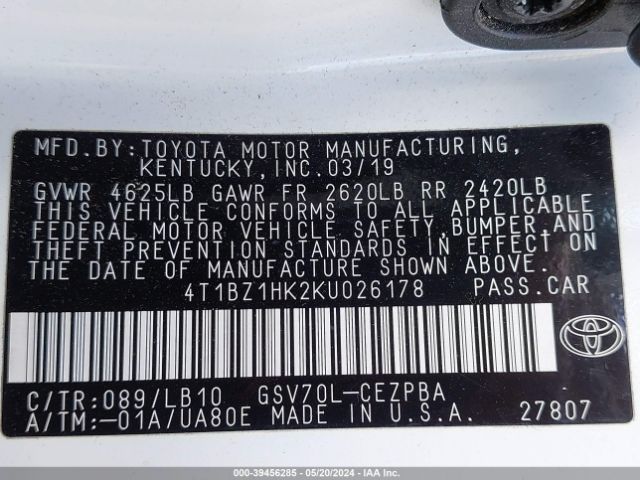 MFD.BY:TOYOTA MOTOR MANUFACTURING,
KENTUCKY,INC.03/19
GVWR 4625LB GAWR FR 2620LB RR 2420LB
THIS VEHICLE CONFORMS TO ALL APPLICABLE
FEDERAL MOTOR VEHICLE SAFETY,BUMPER,AND
THEFT PREVENTION STANDARDS IN EFFECT ON
THE DATE OF MANUFACTURE SHOWN ABOVE.
4T1BZ1HK2KU026178 PASS.CAR
C/TR:089/LB10 GSV70L-CEZPBA
A/TM:-01A/UA80E MADE IN U.S.A. 27807
000-39456285 - 05/20/2024 - IAA Inc.